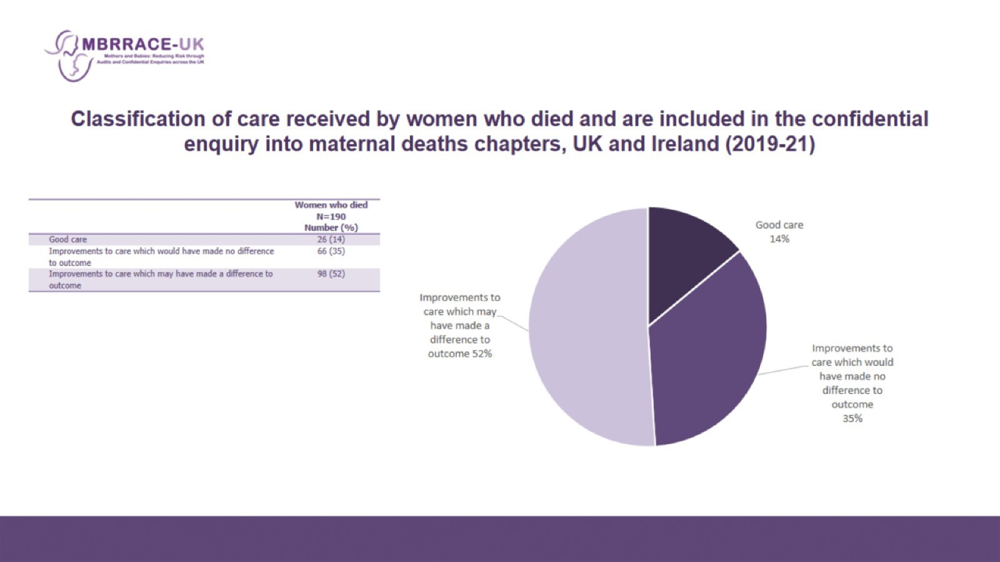 MBRRACE-UK
Mothers and Babies: Reducing Risk through
Audits and Confidential Enquiries across the UK
Classification of care received by women who died and are included in the confidential
enquiry into maternal deaths chapters, UK and Ireland (2019-21)
Women who died
N=190
Number (%)
Good care 26 (14)
Improvements to care which would have made no difference 66 (35)
to outcome
Improvements to care which may have made a difference to 98 (52)
outcome
Good care
14%
Improvements to
care which may
have made a
difference to
outcome 52%
Improvements to
care which would
have made no
difference to
outcome
35%